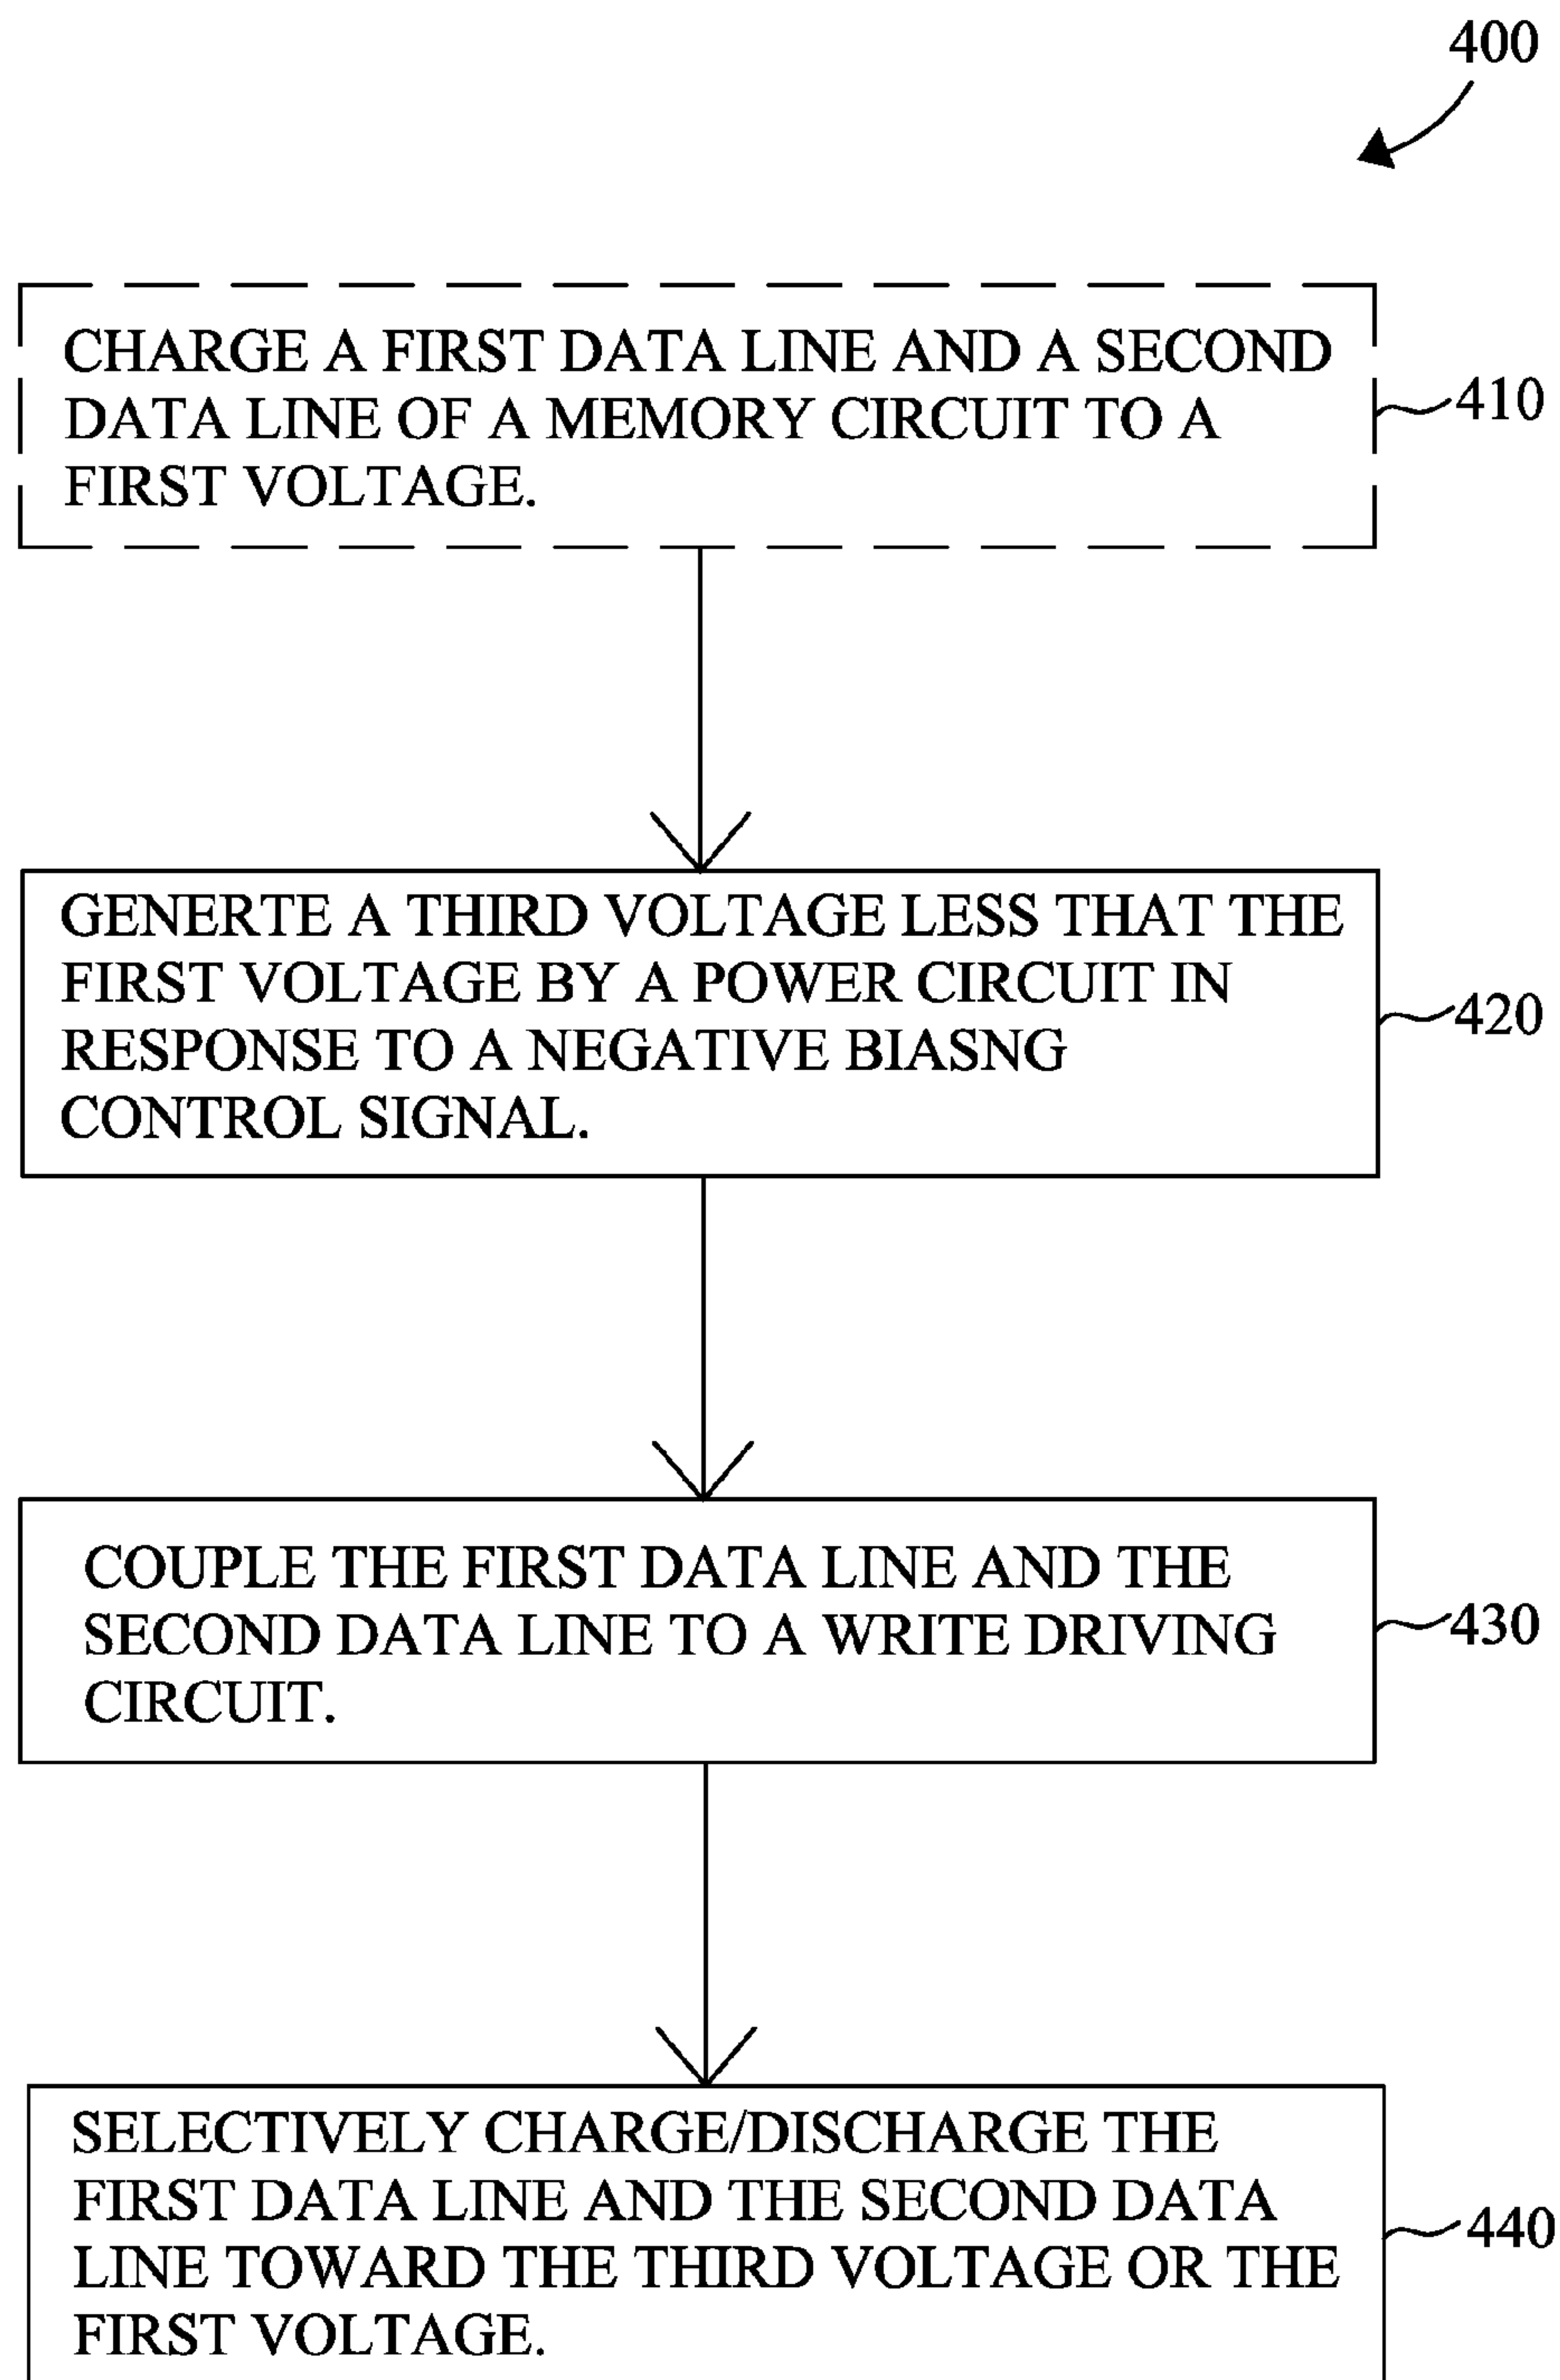 400
CHARGE A FIRST DATA LINE AND A SECOND
DATA LINE OF A MEMORY CIRCUIT TO A
FIRST VOLTAGE.
410
GENERTE A THIRD VOLTAGE LESS THAT THE
FIRST VOLTAGE BY A POWER CIRCUIT IN
RESPONSE TO A NEGATIVE BIASNG
CONTROL SIGNAL.
420
COUPLE THE FIRST DATA LINE AND THE
SECOND DATA LINE TO A WRITE DRIVING
CIRCUIT.
430
SELECTIVELY CHARGE/DISCHARGE THE
FIRST DATA LINE AND THE SECOND DATA
LINE TOWARD THE THIRD VOLTAGE OR THE
FIRST VOLTAGE.
440